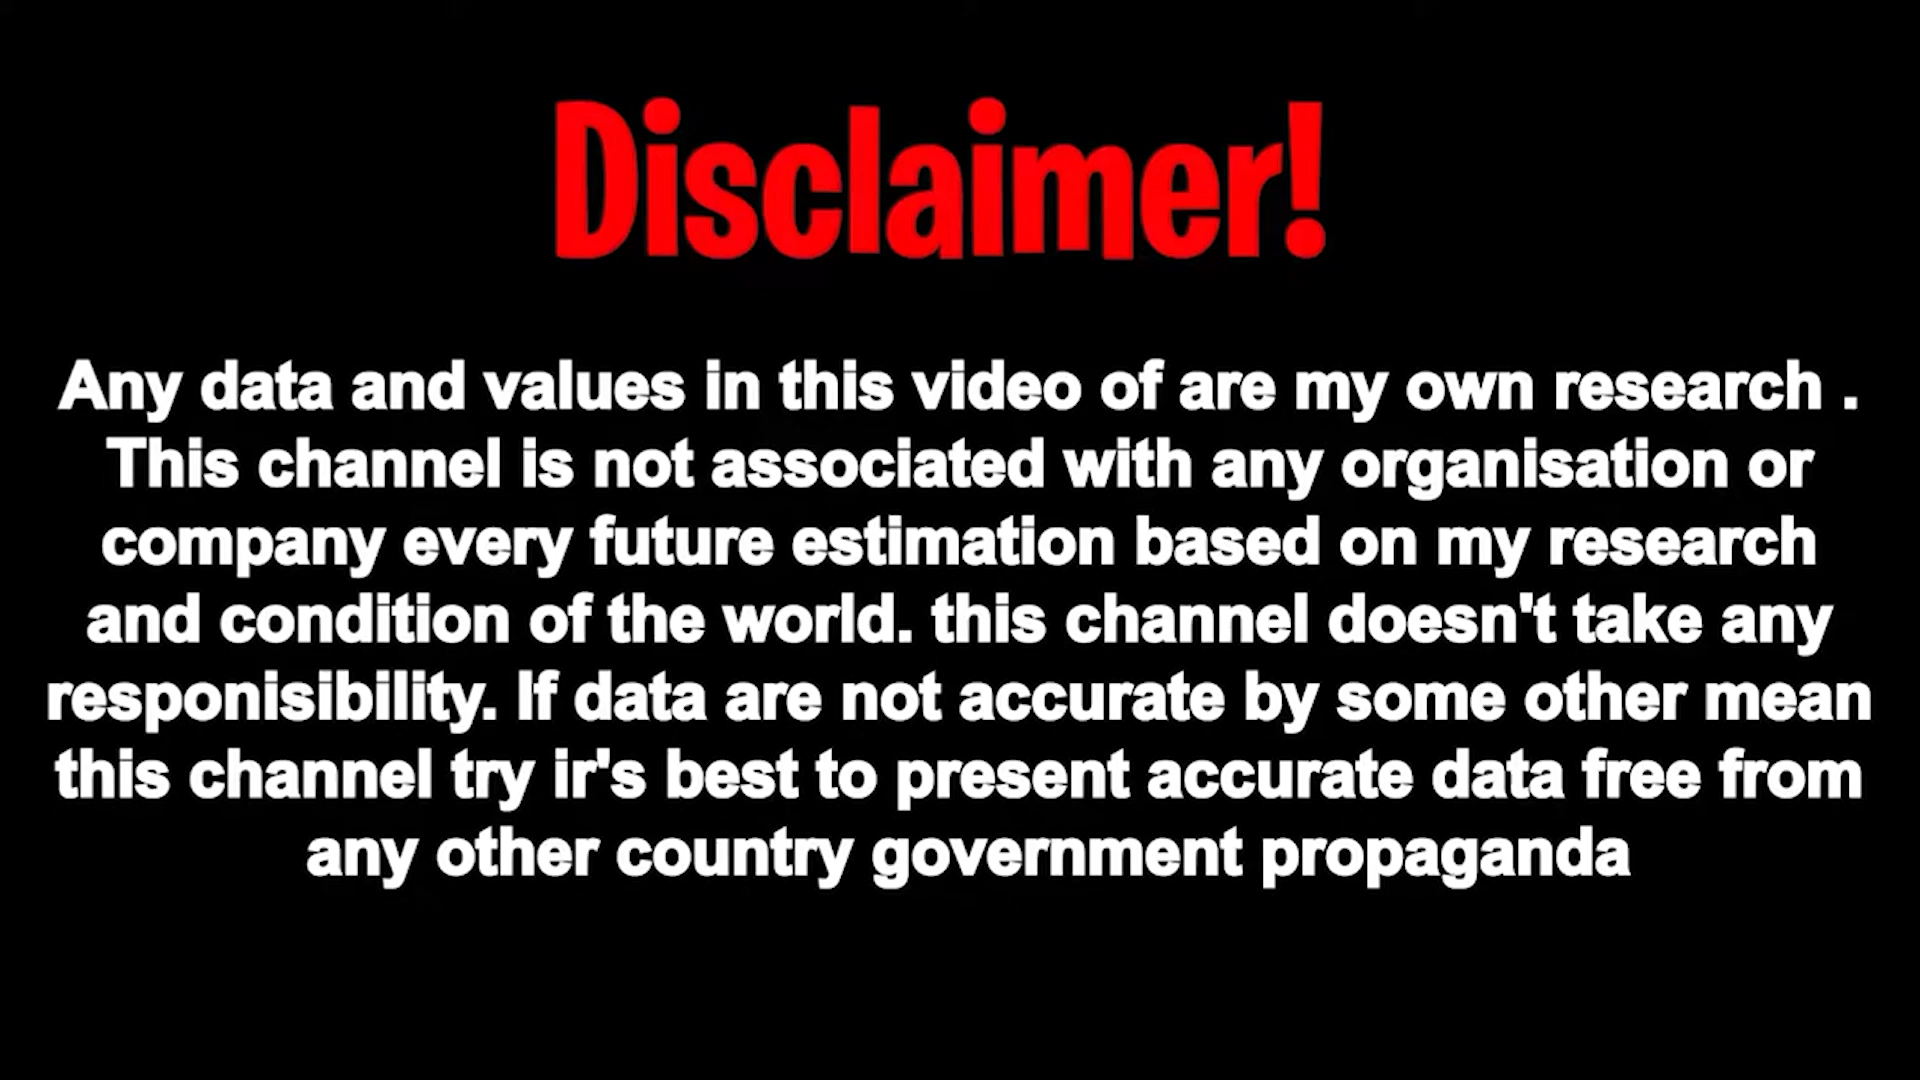 Disclaimer!
Any data and values in this video of are my own research .
This channel is not associated with any organisation or
company every future estimation based on my research
and condition of the world. this channel doesn't take any
responisibility. If data are not accurate by some other mean
this channel try ir's best to present accurate data free from
any other country government propaganda